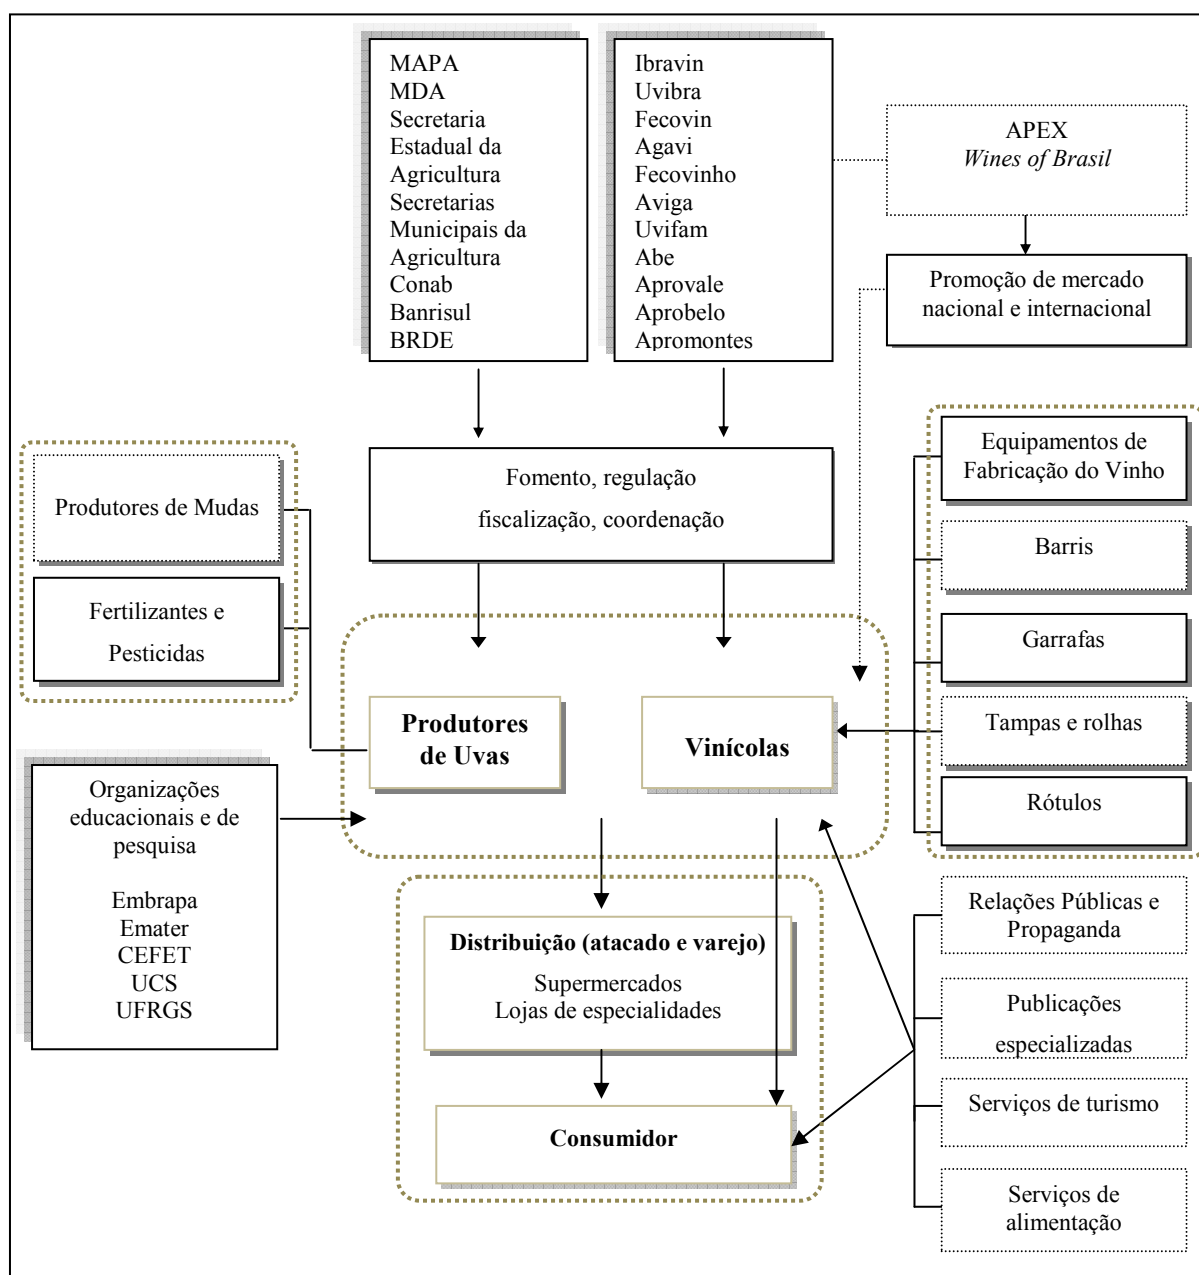 MAPA
MDA
Secretaria
Estadual da
Agricultura
Secretarias
Municipais da
Agricultura
Conab
Banrisul
BRDE
Ibravin
Uvibra
Fecovin
Agavi
Fecovinho
Aviga
Uvifam
Abe
Aprovale
Aprobelo
Apromontes
APEX
Wines of Brasil
Promoção de mercado
nacional e internacional
Fomento, regulação
fiscalização, coordenação
Produtores de Mudas
Fertilizantes e
Pesticidas
Equipamentos de
Fabricação do Vinho
Barris
Garrafas
Tampas e rolhas
Rótulos
Produtores
de Uvas
Vinícolas
Organizações
educacionais e de
pesquisa
Embrapa
Emater
CEFET
UCS
UFRGS
Distribuição (atacado e varejo)
Supermercados
Lojas de especialidades
Consumidor
Relações Públicas e
Propaganda
Publicações
especializadas
Serviços de turismo
Serviços de
alimentação